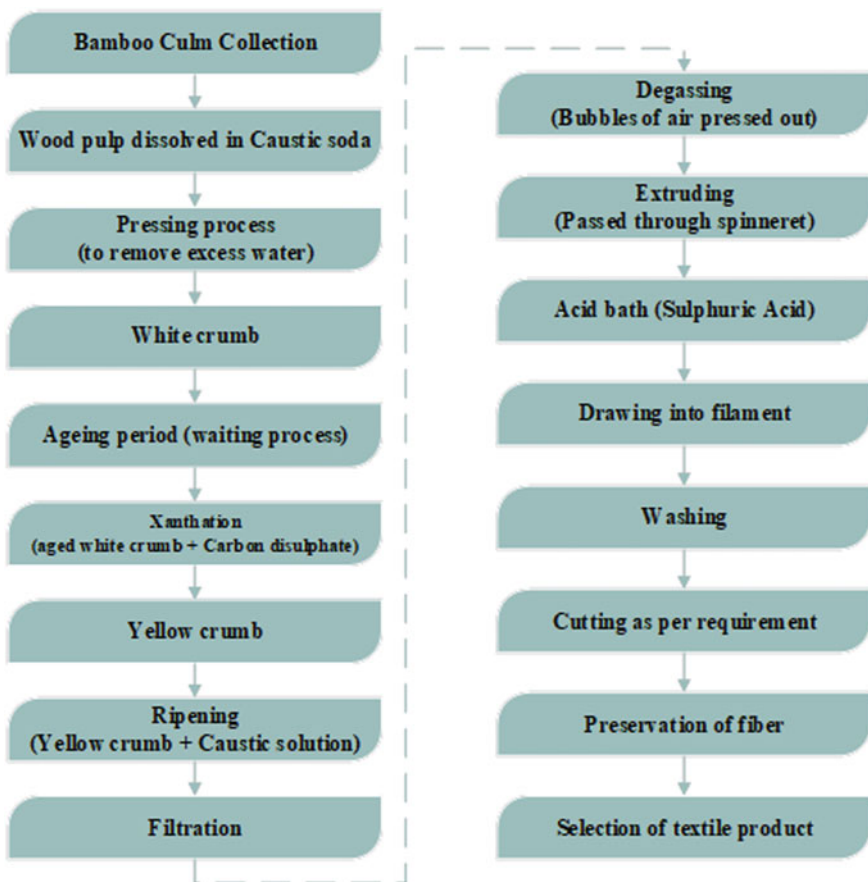 Bamboo Culm Collection
Wood pulp dissolved in Caustic soda
Pressing process
(to remove excess water)
White crumb
Ageing period (waiting process)
Xanthation
(aged white crumb + Carbon disulphate)
Yellow crumb
Ripening
(Yellow crumb + Caustic solution)
Filtration
Degassing
(Bubbles of air pressed out)
Extruding
(Passed through spinneret)
Acid bath (Sulphuric Acid)
Drawing into filament
Washing
Cutting as per requirement
Preservation of fiber
Selection of textile product